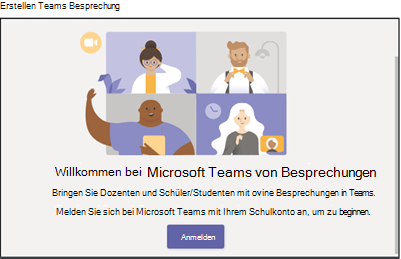 Erstellen Teams Besprechung
Willkommen bei Microsoft Teams von Besprechungen
Bringen Sie Dozenten und Schüler/Studenten mit ovine Besprechungen in Teams.
Melden Sie sich bei Microsoft Teams mit Ihrem Schulkonto an, um zu beginnen.
Anmelden